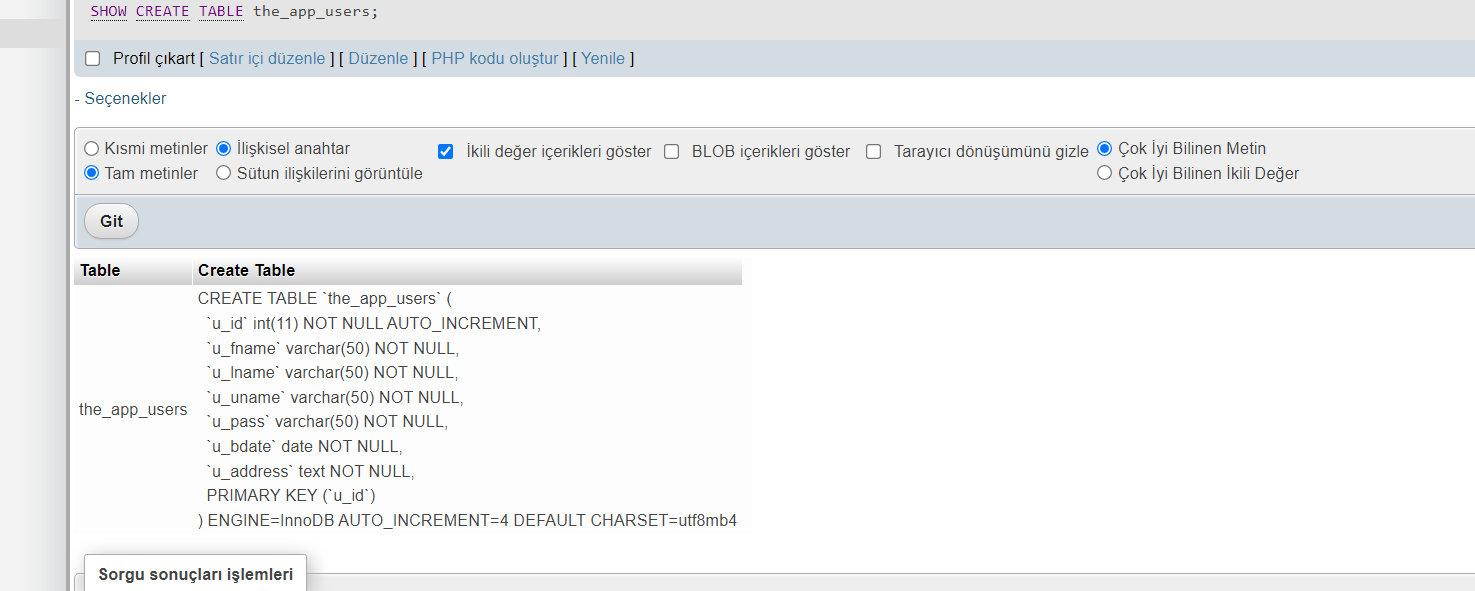 SHOW CREATE TABLE the_app_users;
Profil çıkart [ Satır içi düzenle ] [ Düzenle ] [ PHP kodu oluştur ] [ Yenile ]
- Seçenekler
Kısmi metinler İlişkisel anahtar İkili değer içerikleri göster BLOB içerikleri göster Tarayıcı dönüşümünü gizle Çok İyi Bilinen Metin
Tam metinler Sütun ilişkilerini görüntüle Çok İyi Bilinen İkili Değer
Git
Table Create Table
CREATE TABLE `the_app_users` (
`u_id` int(11) NOT NULL AUTO_INCREMENT,
`u_fname` varchar(50) NOT NULL,
`u_lname` varchar(50) NOT NULL,
`u_uname` varchar(50) NOT NULL,
the_app_users
`u_pass` varchar(50) NOT NULL,
`u_bdate` date NOT NULL,
`u_address` text NOT NULL,
PRIMARY KEY (`u_id`)
) ENGINE=InnoDB AUTO_INCREMENT=4 DEFAULT CHARSET=utf8mb4
Sorgu sonuçları işlemleri